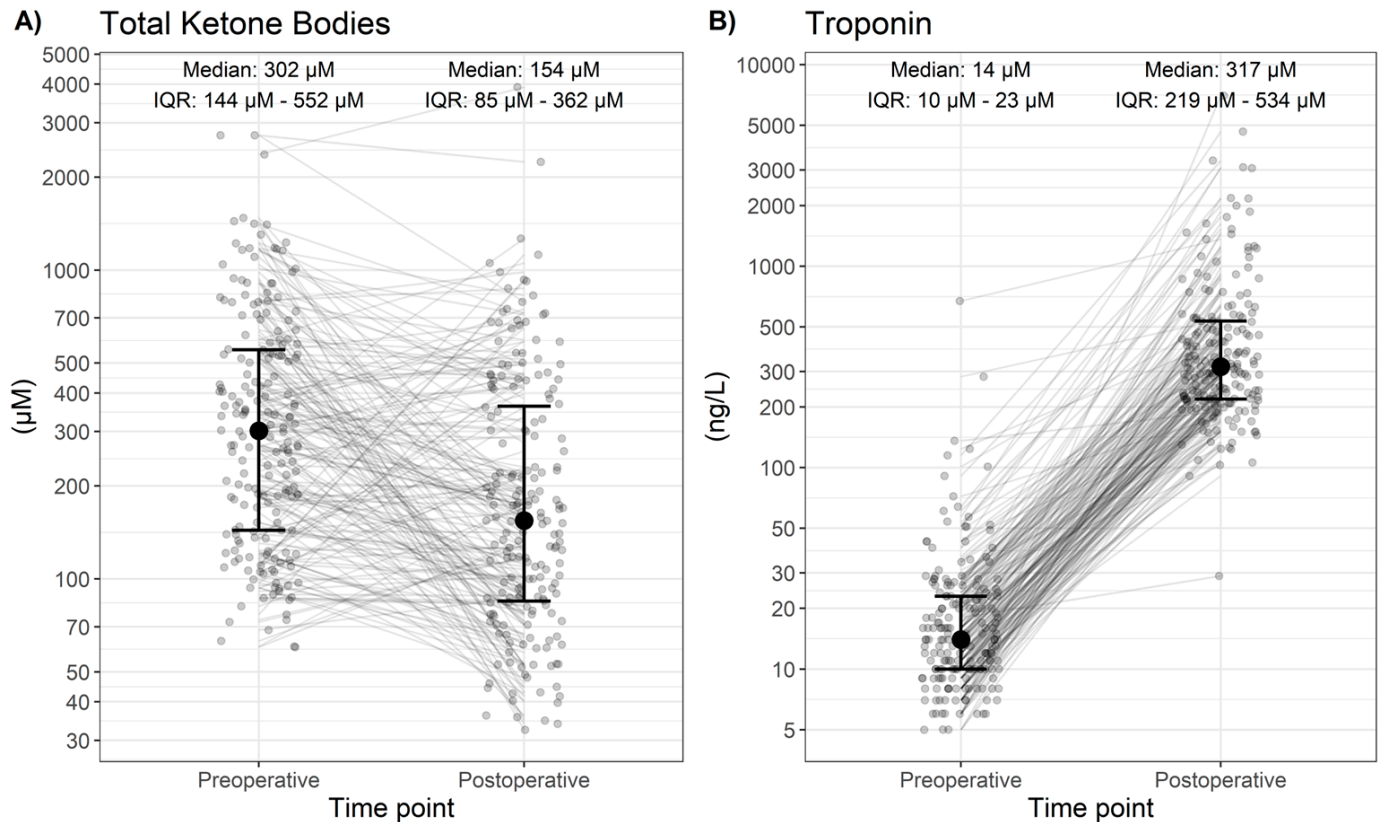 A) Total Ketone Bodies
Median: 302 µM
IQR: 144 µM - 552 µM
Median: 154 µM
IQR: 85 µM - 362 µM
5000
4000
3000
2000
1000
700
500
400
300
200
100
70
50
40
30
(µM)
Preoperative
Postoperative
Time point
B) Troponin
Median: 14 µM
IQR: 10 µM - 23 µM
Median: 317 µM
IQR: 219 µM - 534 µM
10000
5000
3000
2000
1000
500
300
200
100
50
30
20
10
5
(ng/L)
Preoperative
Postoperative
Time point